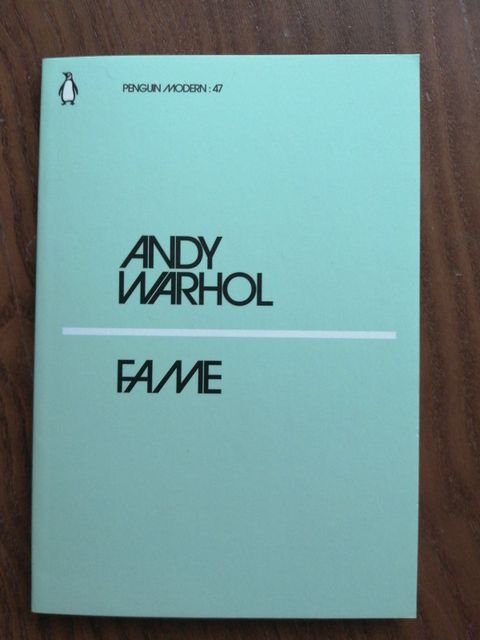 PENGUIN MODERN : 47
ANDY
WARHOL
FAME